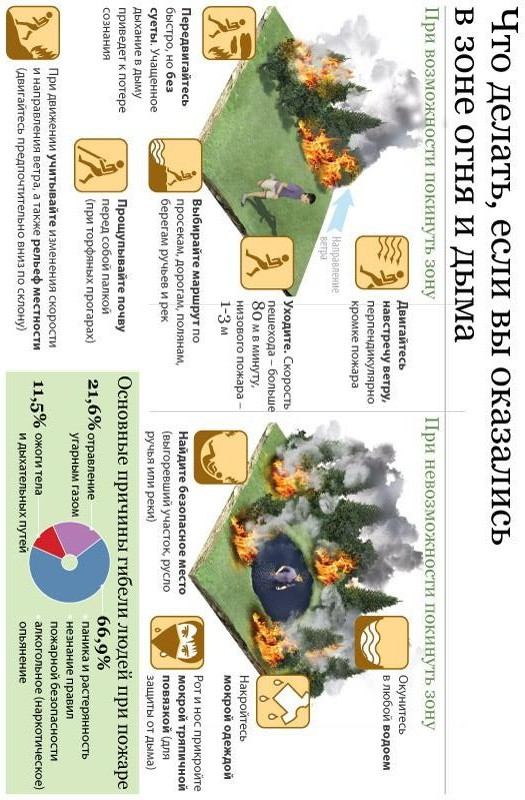 Что делать, если вы оказались
в зоне огня и дыма
При возможности покинуть зону
Двигайтесь
навстречу ветру,
перпендикулярно
кромке пожара
Направление
ветра
Уходите. Скорость
пешехода – больше
80 м в минуту,
низового пожара –
1-3 м
Передвигайтесь
быстро, но без
суеты. Учащенное
дыхание в дыму
приведет к потере
сознания
Выбирайте маршрут по
просекам, дорогам, полянам,
берегам ручьев и рек
Прощупывайте почву
перед собой палкой
(при торфяных прогарах)
При движении учитывайте изменения скорости
и направления ветра, а также рельеф местности
(двигайтесь предпочтительно вниз по склону)
При невозможности покинуть зону
Окунитесь
в любой водоем
Накройтесь
мокрой одеждой
Найдите безопасное место
(выгоревший участок, русло
ручья или реки)
Рот и нос прикройте
мокрой тряпичной
повязкой (для
защиты от дыма)
Основные причины гибели людей при пожаре
21,6% отравление
угарным газом
11,5% ожоги тела
и дыхательных путей
66,9%
паника и растерянность
незнание правил
пожарной безопасности
алкогольное (наркотическое)
опьянение